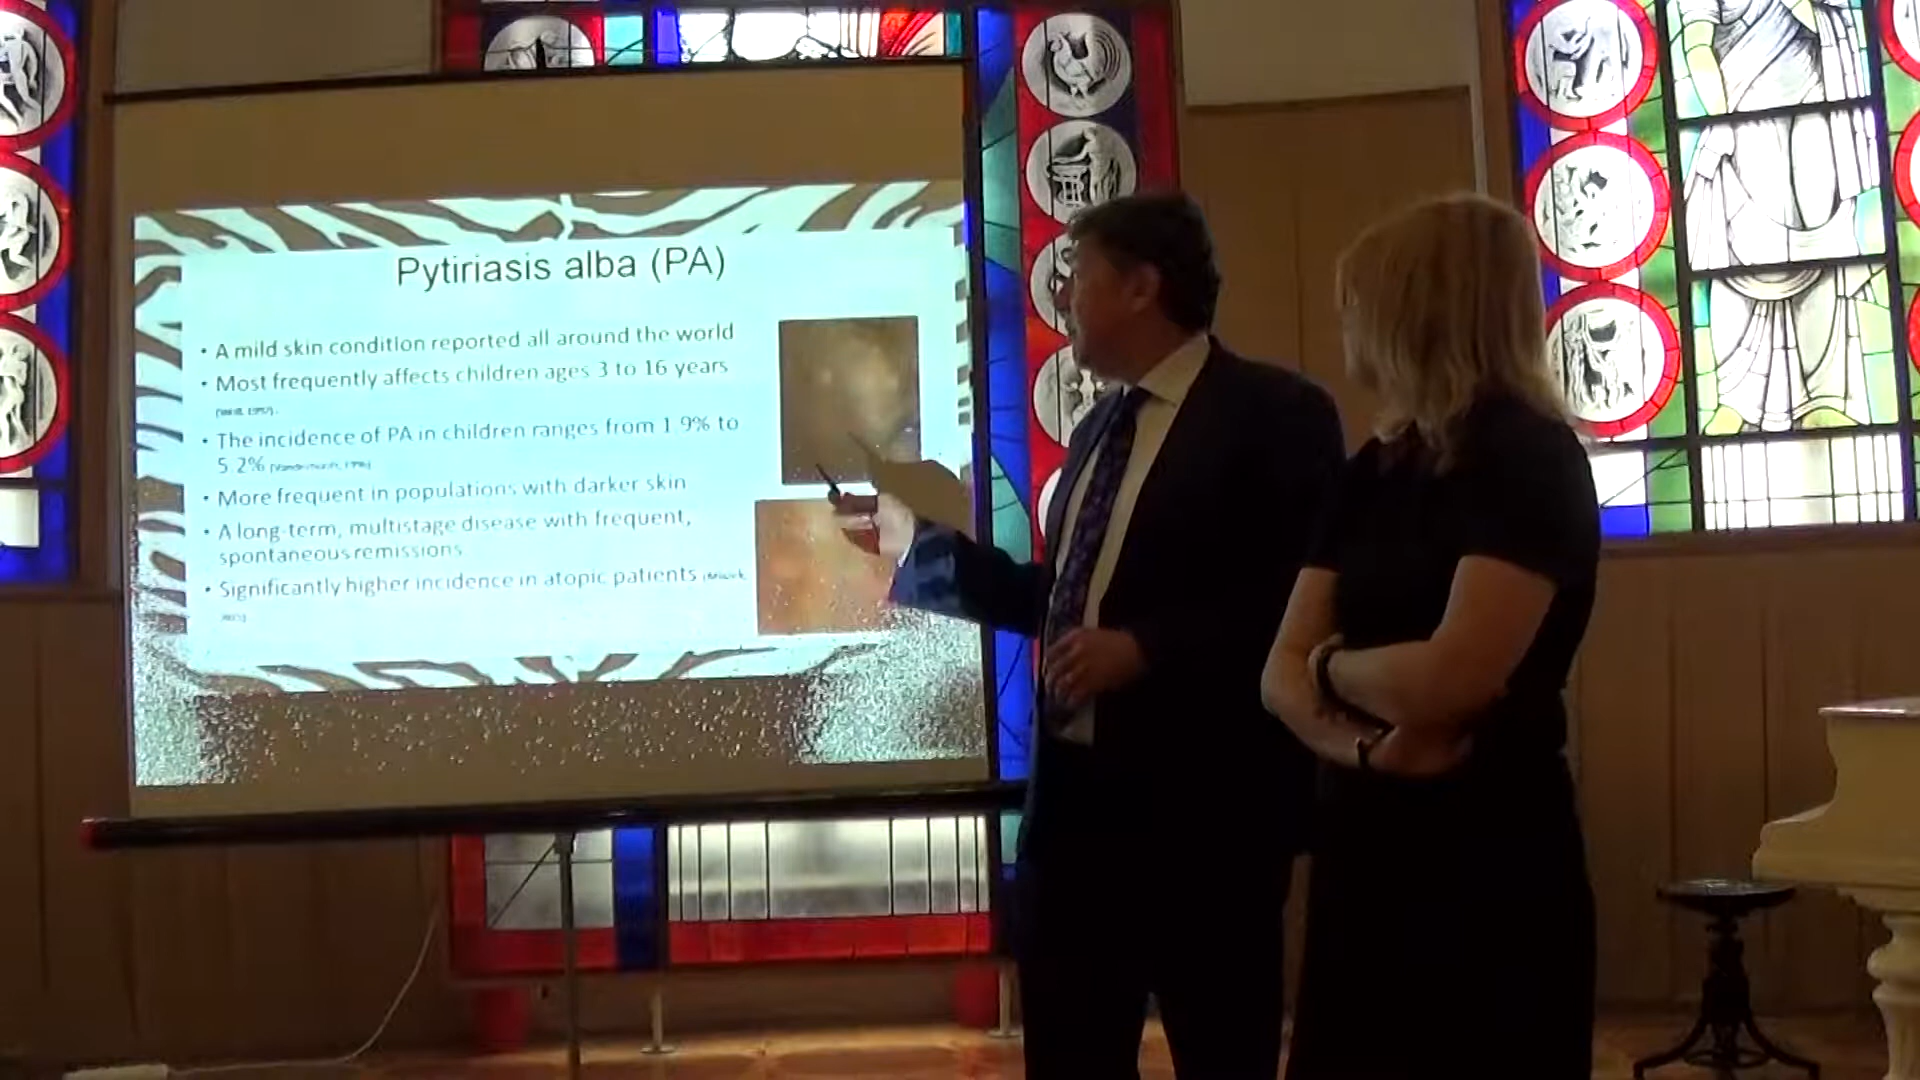 Pytiriasis alba (PA)
• A mild skin condition reported all around the world
• Most frequently affects children ages 3 to 16 years
• The incidence of PA in children ranges from 1.9% to
5.2%
• More frequent in populations with darker skin
• A long-term, multistage disease with frequent,
spontaneous remissions
• Significantly higher incidence in atopic patients